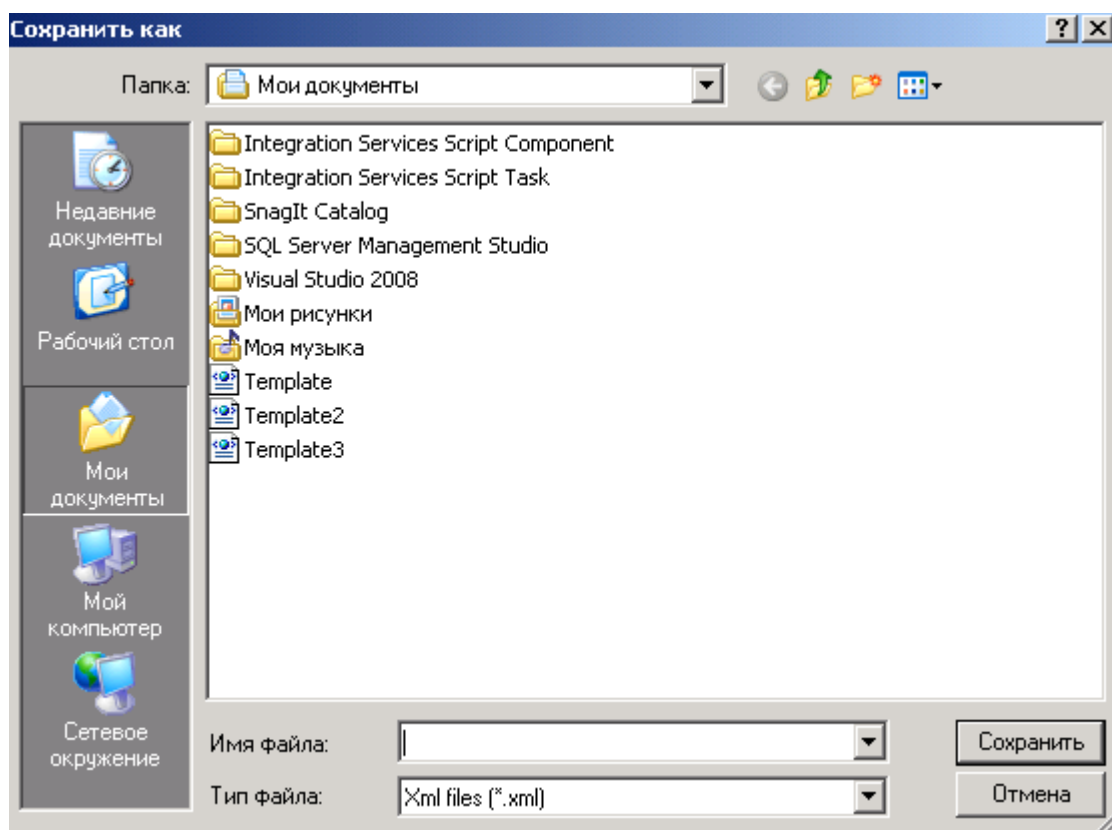 Сохранить как
Папка:
Мои документы
Недавние
документы
Рабочий стол
Мои
документы
Мой
компьютер
Сетевое
окружение
Integration Services Script Component
Integration Services Script Task
SnagIt Catalog
SQL Server Management Studio
Visual Studio 2008
Мои рисунки
Моя музыка
Template
Template2
Template3
Имя файла:
Сохранить
Тип файла:
Xml files (*.xml)
Отмена